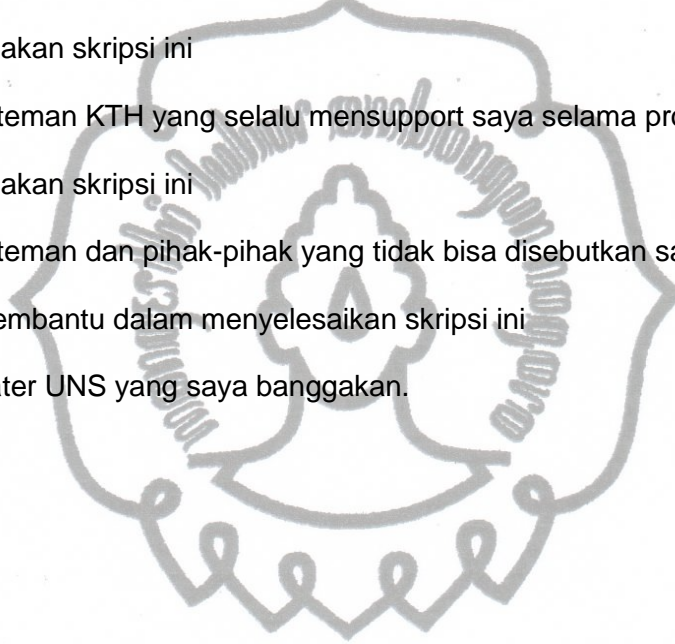 akan skripsi ini
teman KTH yang selalu mensupport saya selama pro
akan skripsi ini
teman dan pihak-pihak yang tidak bisa disebutkan sa
embantu dalam menyelesaikan skripsi ini
ater UNS yang saya banggakan.